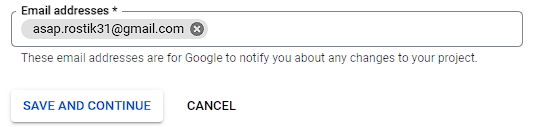 Email addresses *
asap.rostik31@gmail.com
These email addresses are for Google to notify you about any changes to your project.
SAVE AND CONTINUE CANCEL